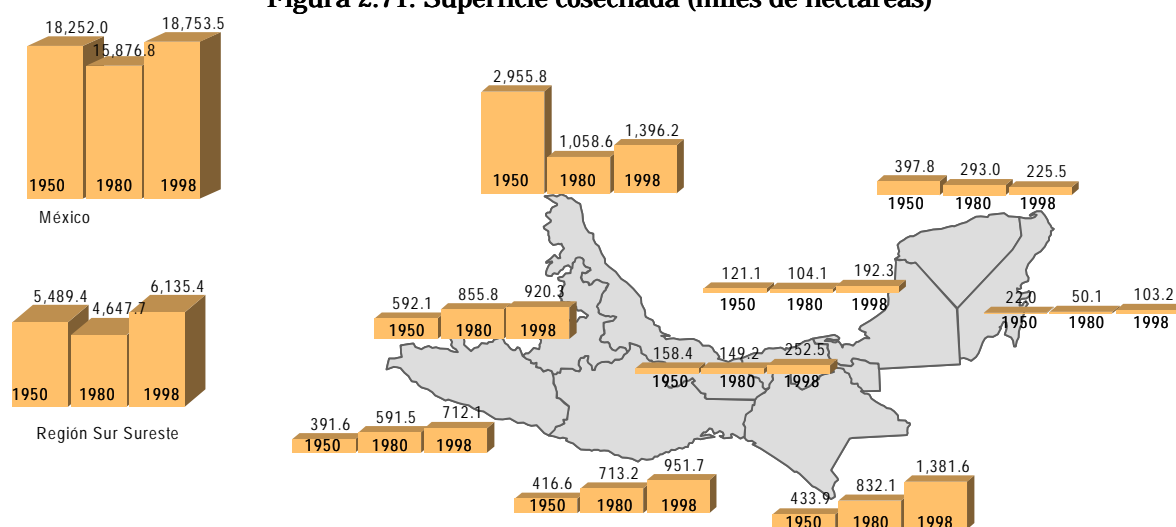 Figura 2.71. Superficie cosechada (miles de hectáreas)
18,252.0 15,876.8 18,753.5
1950 1980 1998
México
5,489.4 4,647.7 6,135.4
1950 1980 1998
Región Sur Sureste
2,955.8 1,058.6 1,396.2
1950 1980 1998
397.8 293.0 225.5
1950 1980 1998
121.1 104.1 192.3
1950 1980 1998
22.0 50.1 103.2
1950 1980 1998
592.1 855.8 920.3
1950 1980 1998
158.4 149.2 252.5
1950 1980 1998
391.6 591.5 712.1
1950 1980 1998
416.6 713.2 951.7
1950 1980 1998
433.9 832.1 1,381.6
1950 1980 1998